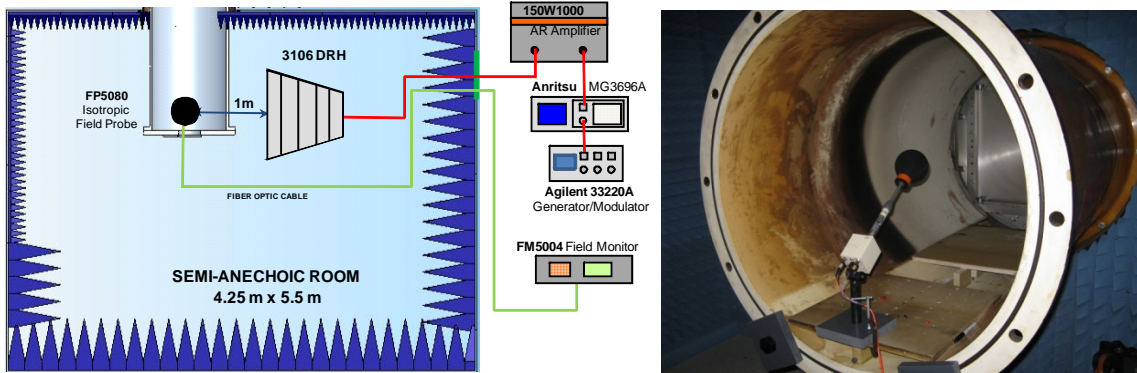 150W1000
AR Amplifier
3106 DRH
Anritsu MG3696A
FP5080
Isotropic
Field Probe
1m
Agilent 33220A
Generator/Modulator
FIBER OPTIC CABLE
FM5004 Field Monitor
SEMI-ANECHOIC ROOM
4.25 m x 5.5 m